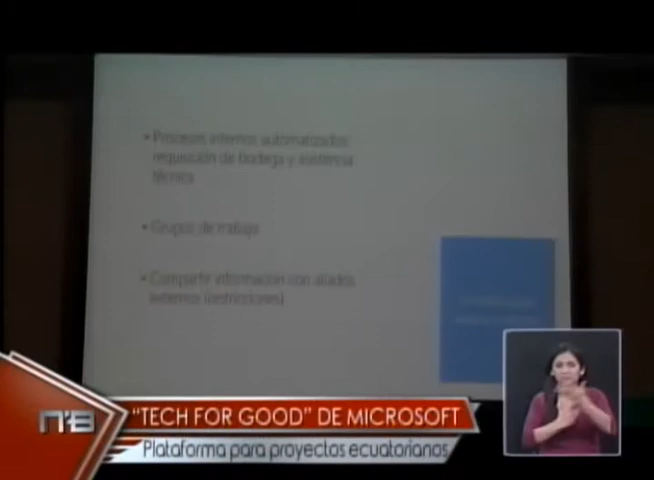 • Procesos internos automatizados:
requisición de bodega y asistencia
técnica
• Grupos de trabajo
• Compartir información con aliados
externos (restricciones)
N'8
"TECH FOR GOOD" DE MICROSOFT
Plataforma para proyectos ecuatorianos